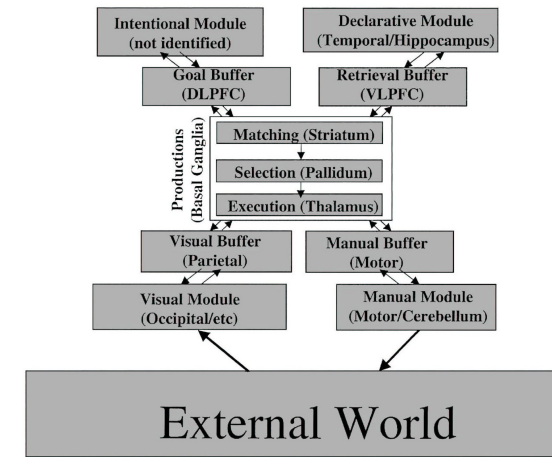 Intentional Module
(not identified)
Declarative Module
(Temporal/Hippocampus)
Goal Buffer
(DLPFC)
Retrieval Buffer
(VLPFC)
Productions
(Basal Ganglia)
Matching (Striatum)
Selection (Pallidum)
Execution (Thalamus)
Visual Buffer
(Parietal)
Manual Buffer
(Motor)
Visual Module
(Occipital/etc)
Manual Module
(Motor/Cerebellum)
External World